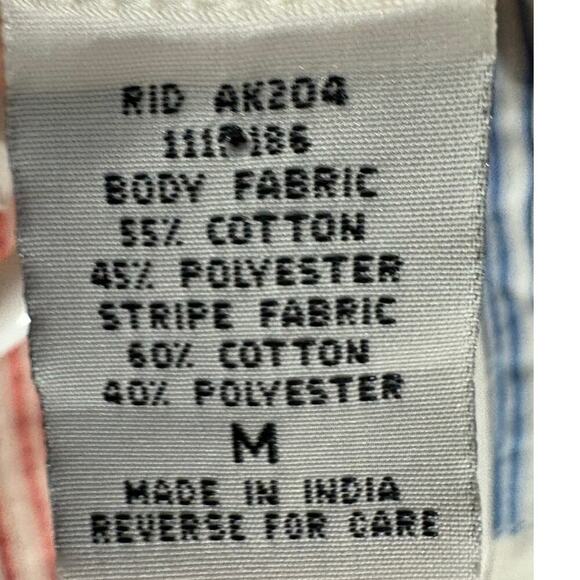 RID AK204
BODY FABRIC
55% COTTON
45% POLYESTER
STRIPE FABRIC
60% COTTON
40% POLYESTER
M
MADE IN INDIA
REVERSE FOR CARE